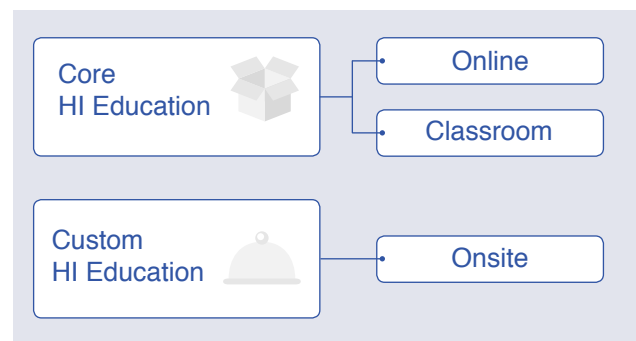 Core
HI Education
Online
Classroom
Custom
HI Education
Onsite